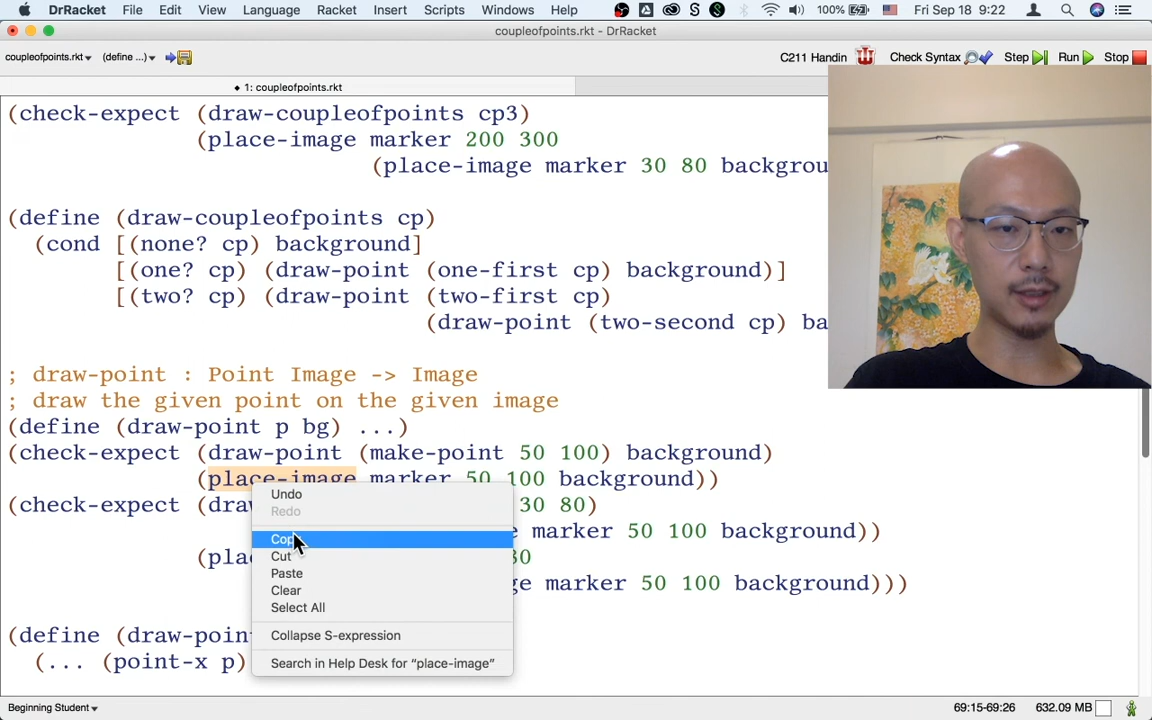 DrRacket File Edit View Language Racket Insert Scripts Windows Help 100% Fri Sep 18 9:22
coupleofpoints.rkt - DrRacket
coupleofpoints.rkt (define ...) C211 Handin Check Syntax Step Run Stop
1: coupleofpoints.rkt
(check-expect (draw-coupleofpoints cp3)
(place-image marker 200 300
(place-image marker 30 80 backgrou
(define (draw-coupleofpoints cp)
(cond [(none? cp) background]
[(one? cp) (draw-point (one-first cp) background)]
[(two? cp) (draw-point (two-first cp)
(draw-point (two-second cp) ba
; draw-point : Point Image -> Image
; draw the given point on the given image
(define (draw-point p bg) ...)
(check-expect (draw-point (make-point 50 100) background)
(place-image marker 50 100 background))
(check-expect (draw 30 80)
marker 50 100 background))
(pla 80
ge marker 50 100 background)))
(define (draw-poin
(... (point-x p)
Undo
Redo
Copy
Cut
Paste
Clear
Select All
Collapse S-expression
Search in Help Desk for “place-image”
Beginning Student 69:15-69:26 632.09 MB